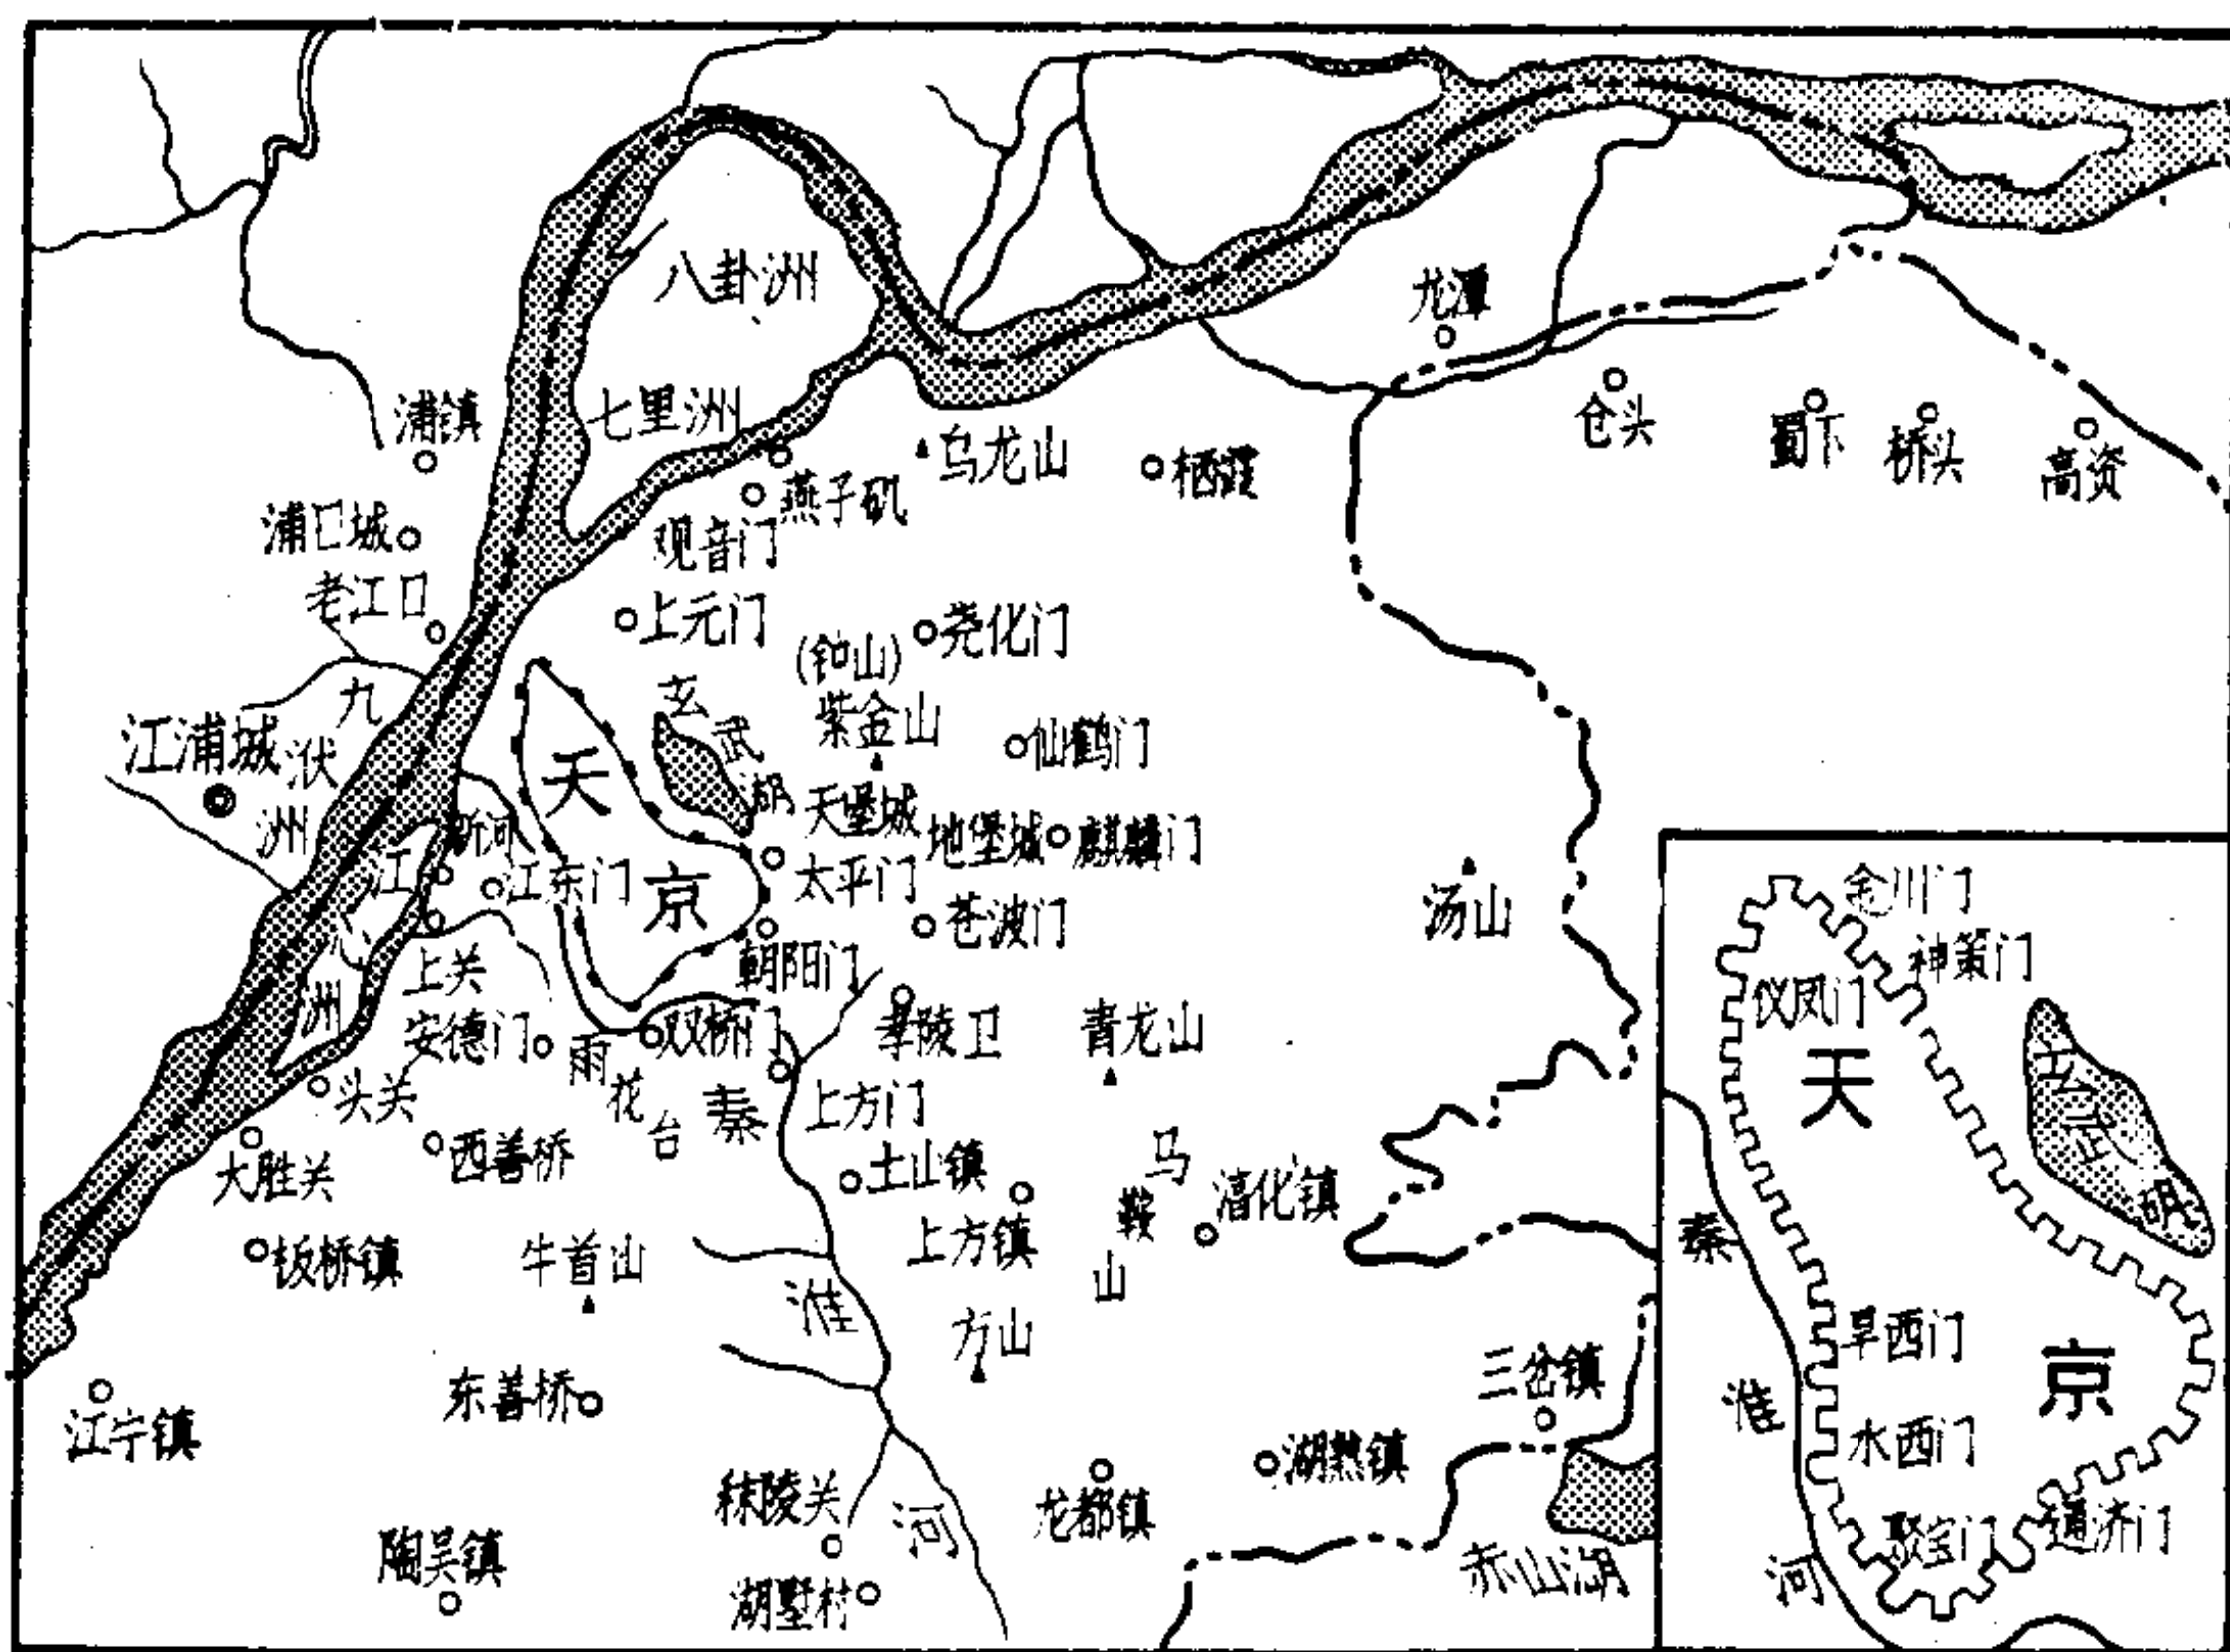 八卦洲
龙潭
七里洲
浦镇
乌龙山
栖霞
仓头
蜀下
桥头
高资
燕子矶
浦口城
观音门
老江口
上元门
尧化门
(钟山)
紫金山
玄武湖
仙鹤门
江浦城
九洑洲
天京
天堡城
地堡城
麒麟门
新河
江东门
太平门
江心洲
苍波门
汤山
上关
朝阳门
安德门
雨花台
双桥门
孝陵卫
青龙山
头关
上方门
大胜关
西善桥
土山镇
马鞍山
淳化镇
上方镇
板桥镇
牛首山
秦淮河
方山
三岔镇
江宁镇
东善桥
湖熟镇
秣陵关
龙都镇
赤山湖
陶吴镇
湖墅村
金川门
神策门
仪凤门
玄武湖
天京
秦淮河
旱西门
水西门
聚宝门
通济门